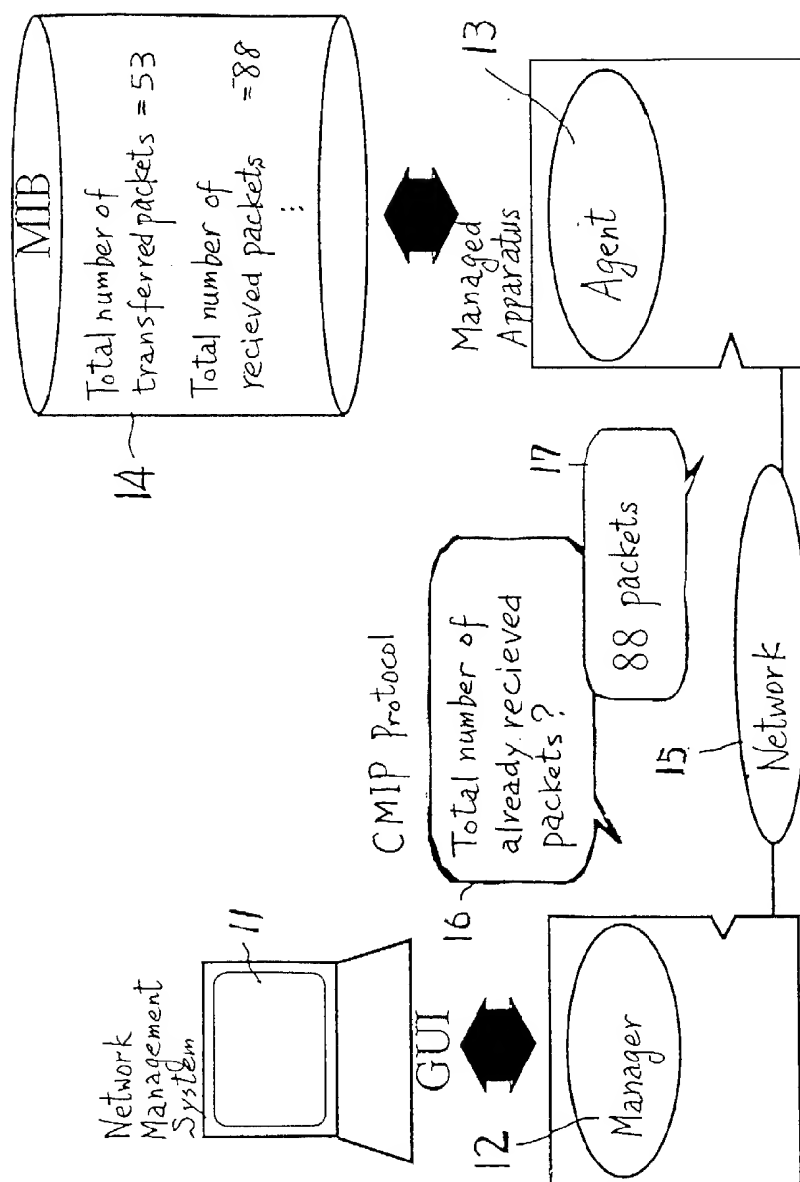 Network
Management
System
11
GUI
12
Manager
CMIP Protocol
16
Total number of
already recieved
packets?
17
88 packets
15
Network
14
MIB
Total number of
transferred packets = 53
Total number of
recieved packets = 88
⋮
Managed
Apparatus
13
Agent